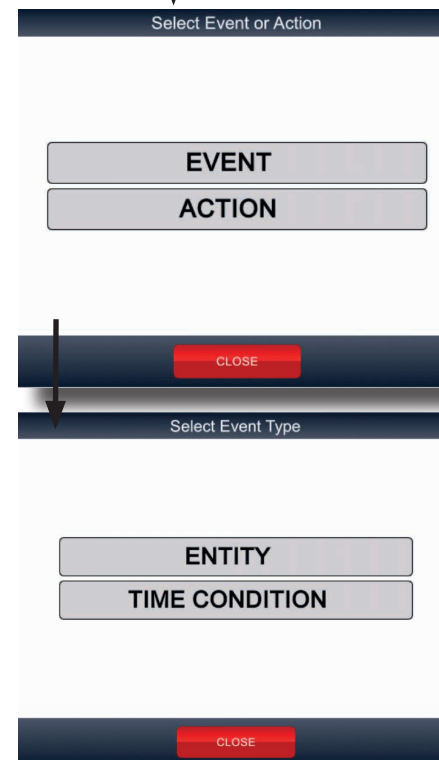 Select Event or Action
EVENT
ACTION
CLOSE
Select Event Type
ENTITY
TIME CONDITION
CLOSE